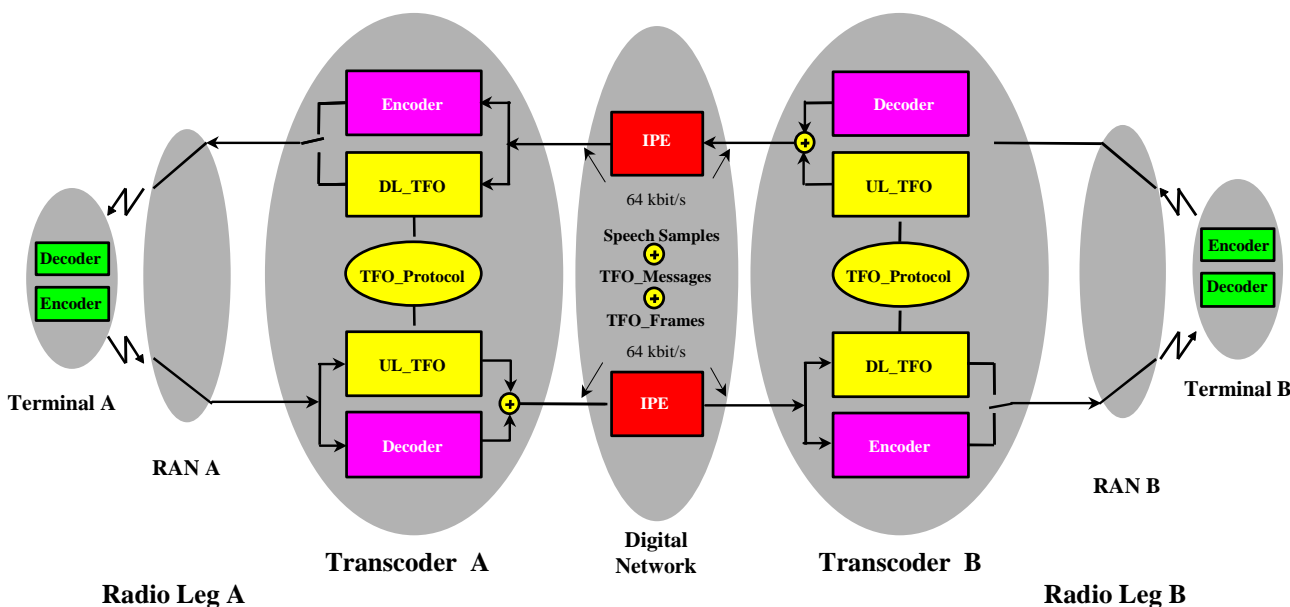 Encoder
DL_TFO
TFO_Protocol
UL_TFO
Decoder
IPE
64 kbit/s
Speech Samples
+
TFO_Messages
+
TFO_Frames
64 kbit/s
IPE
Decoder
UL_TFO
TFO_Protocol
DL_TFO
Encoder
+
+
Decoder
Encoder
Terminal A
Encoder
Decoder
Terminal B
RAN A
RAN B
Transcoder A
Digital
Network
Transcoder B
Radio Leg A
Radio Leg B